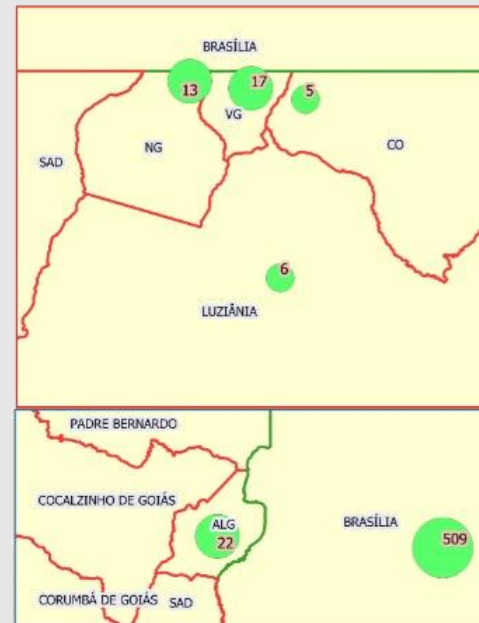 BRASÍLIA
13
17
5
VG
NG
CO
SAD
6
LUZIÂNIA
PADRE BERNARDO
COCALZINHO DE GOIÁS
ALG
22
BRASÍLIA
509
CORUMBÁ DE GOIÁS
SAD